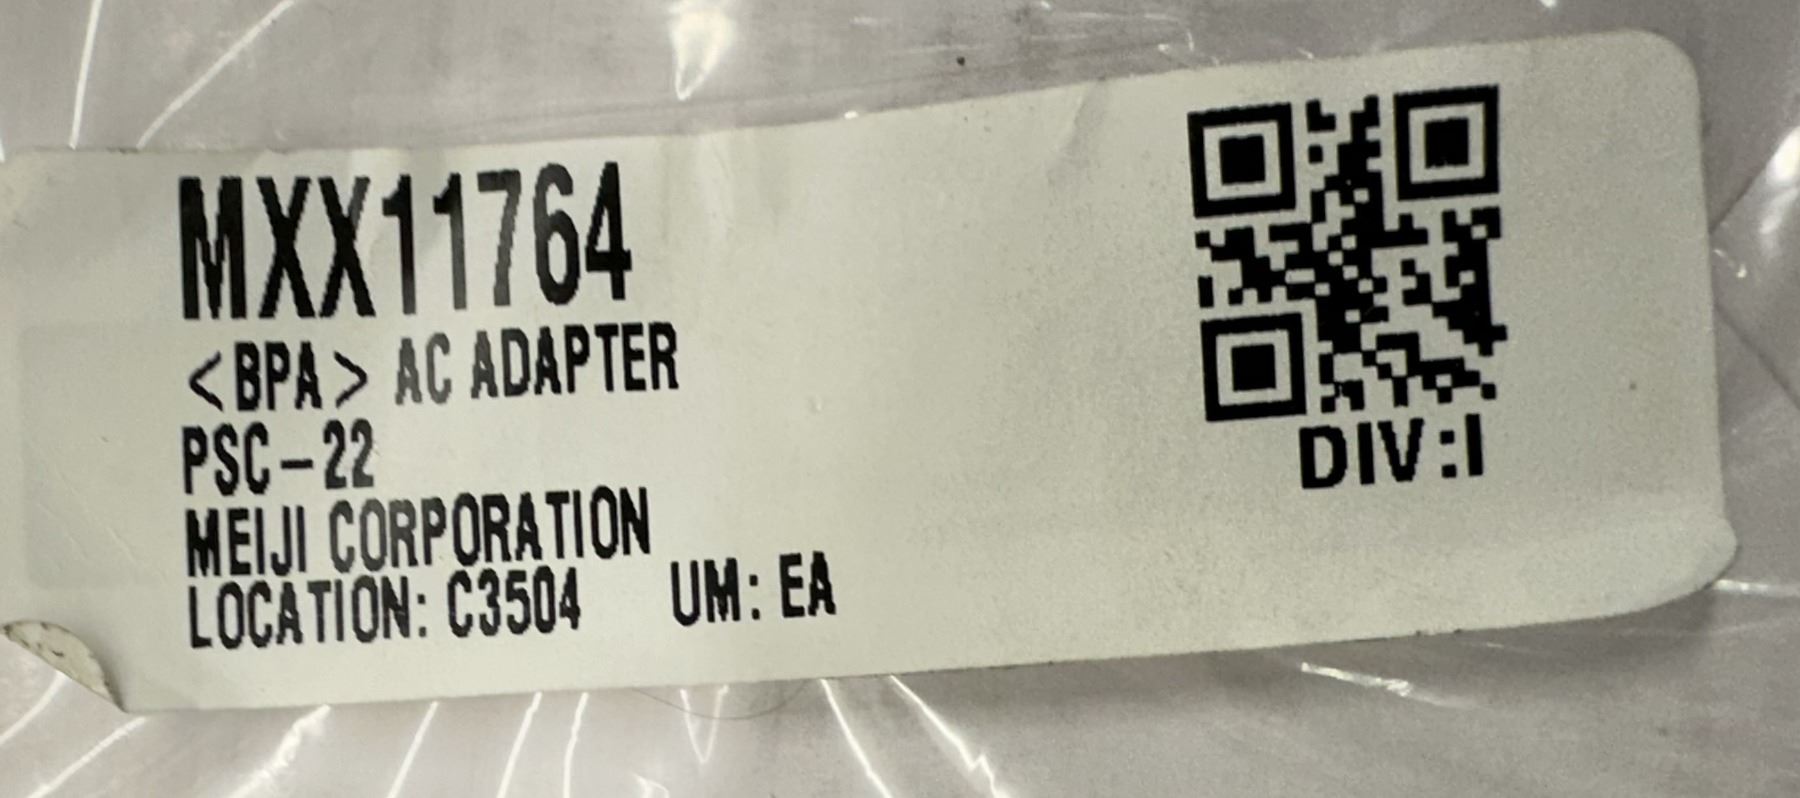 MXX11764
<BPA> AC ADAPTER
PSC-22
MEIJI CORPORATION
LOCATION: C3504 UM: EA
DIV:I